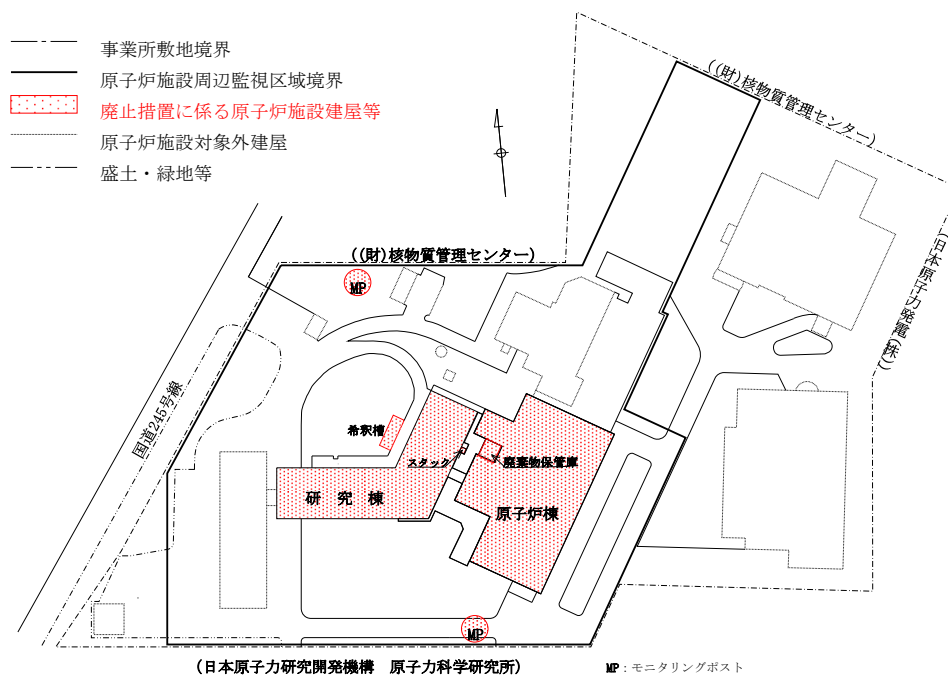 事業所敷地境界
原子炉施設周辺監視区域境界
廃止措置に係る原子炉施設建屋等
原子炉施設対象外建屋
盛土・緑地等
((財)核物質管理センター)
((財)核物質管理センター)
(日本原子力発電(株))
MP
国道245号線
希釈槽
スタック
廃棄物保管庫
研究棟
原子炉棟
MP
(日本原子力研究開発機構 原子力科学研究所)
MP：モニタリングポスト